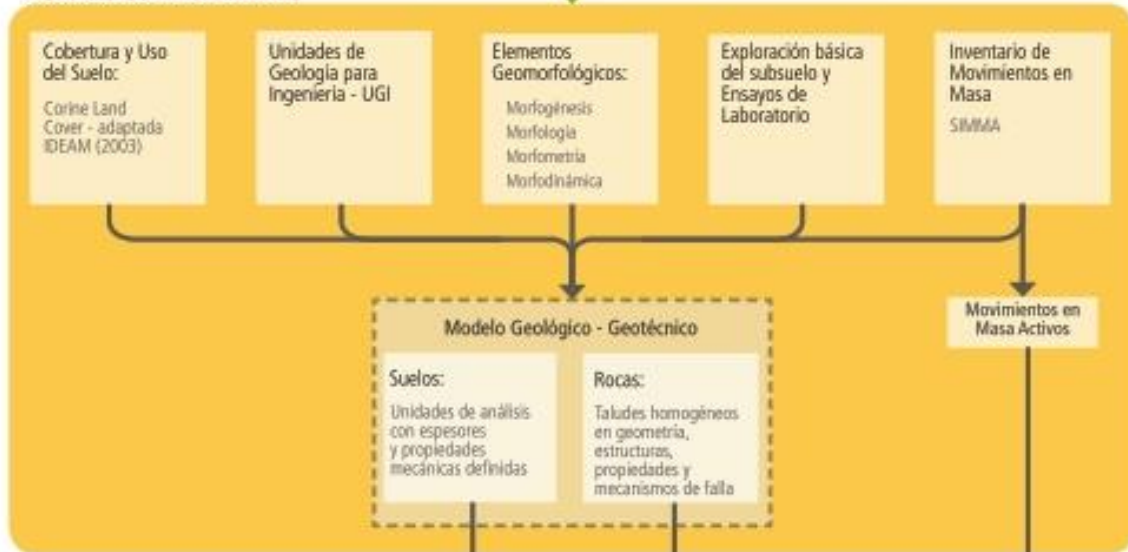 Cobertura y Uso
del Suelo:
Corine Land
Cover - adaptada
IDEAM (2003)
Unidades de
Geología para
Ingeniería - UGI
Elementos
Geomorfológicos:
Morfogénesis
Morfología
Morfometría
Morfodinámica
Exploración básica
del subsuelo y
Ensayos de
Laboratorio
Inventario de
Movimientos en
Masa
SIMMA
Modelo Geológico - Geotécnico
Suelos:
Unidades de análisis
con espesores
y propiedades
mecánicas definidas
Rocas:
Taludes homogéneos
en geometría,
estructuras,
propiedades y
mecanismos de falla
Movimientos en
Masa Activos